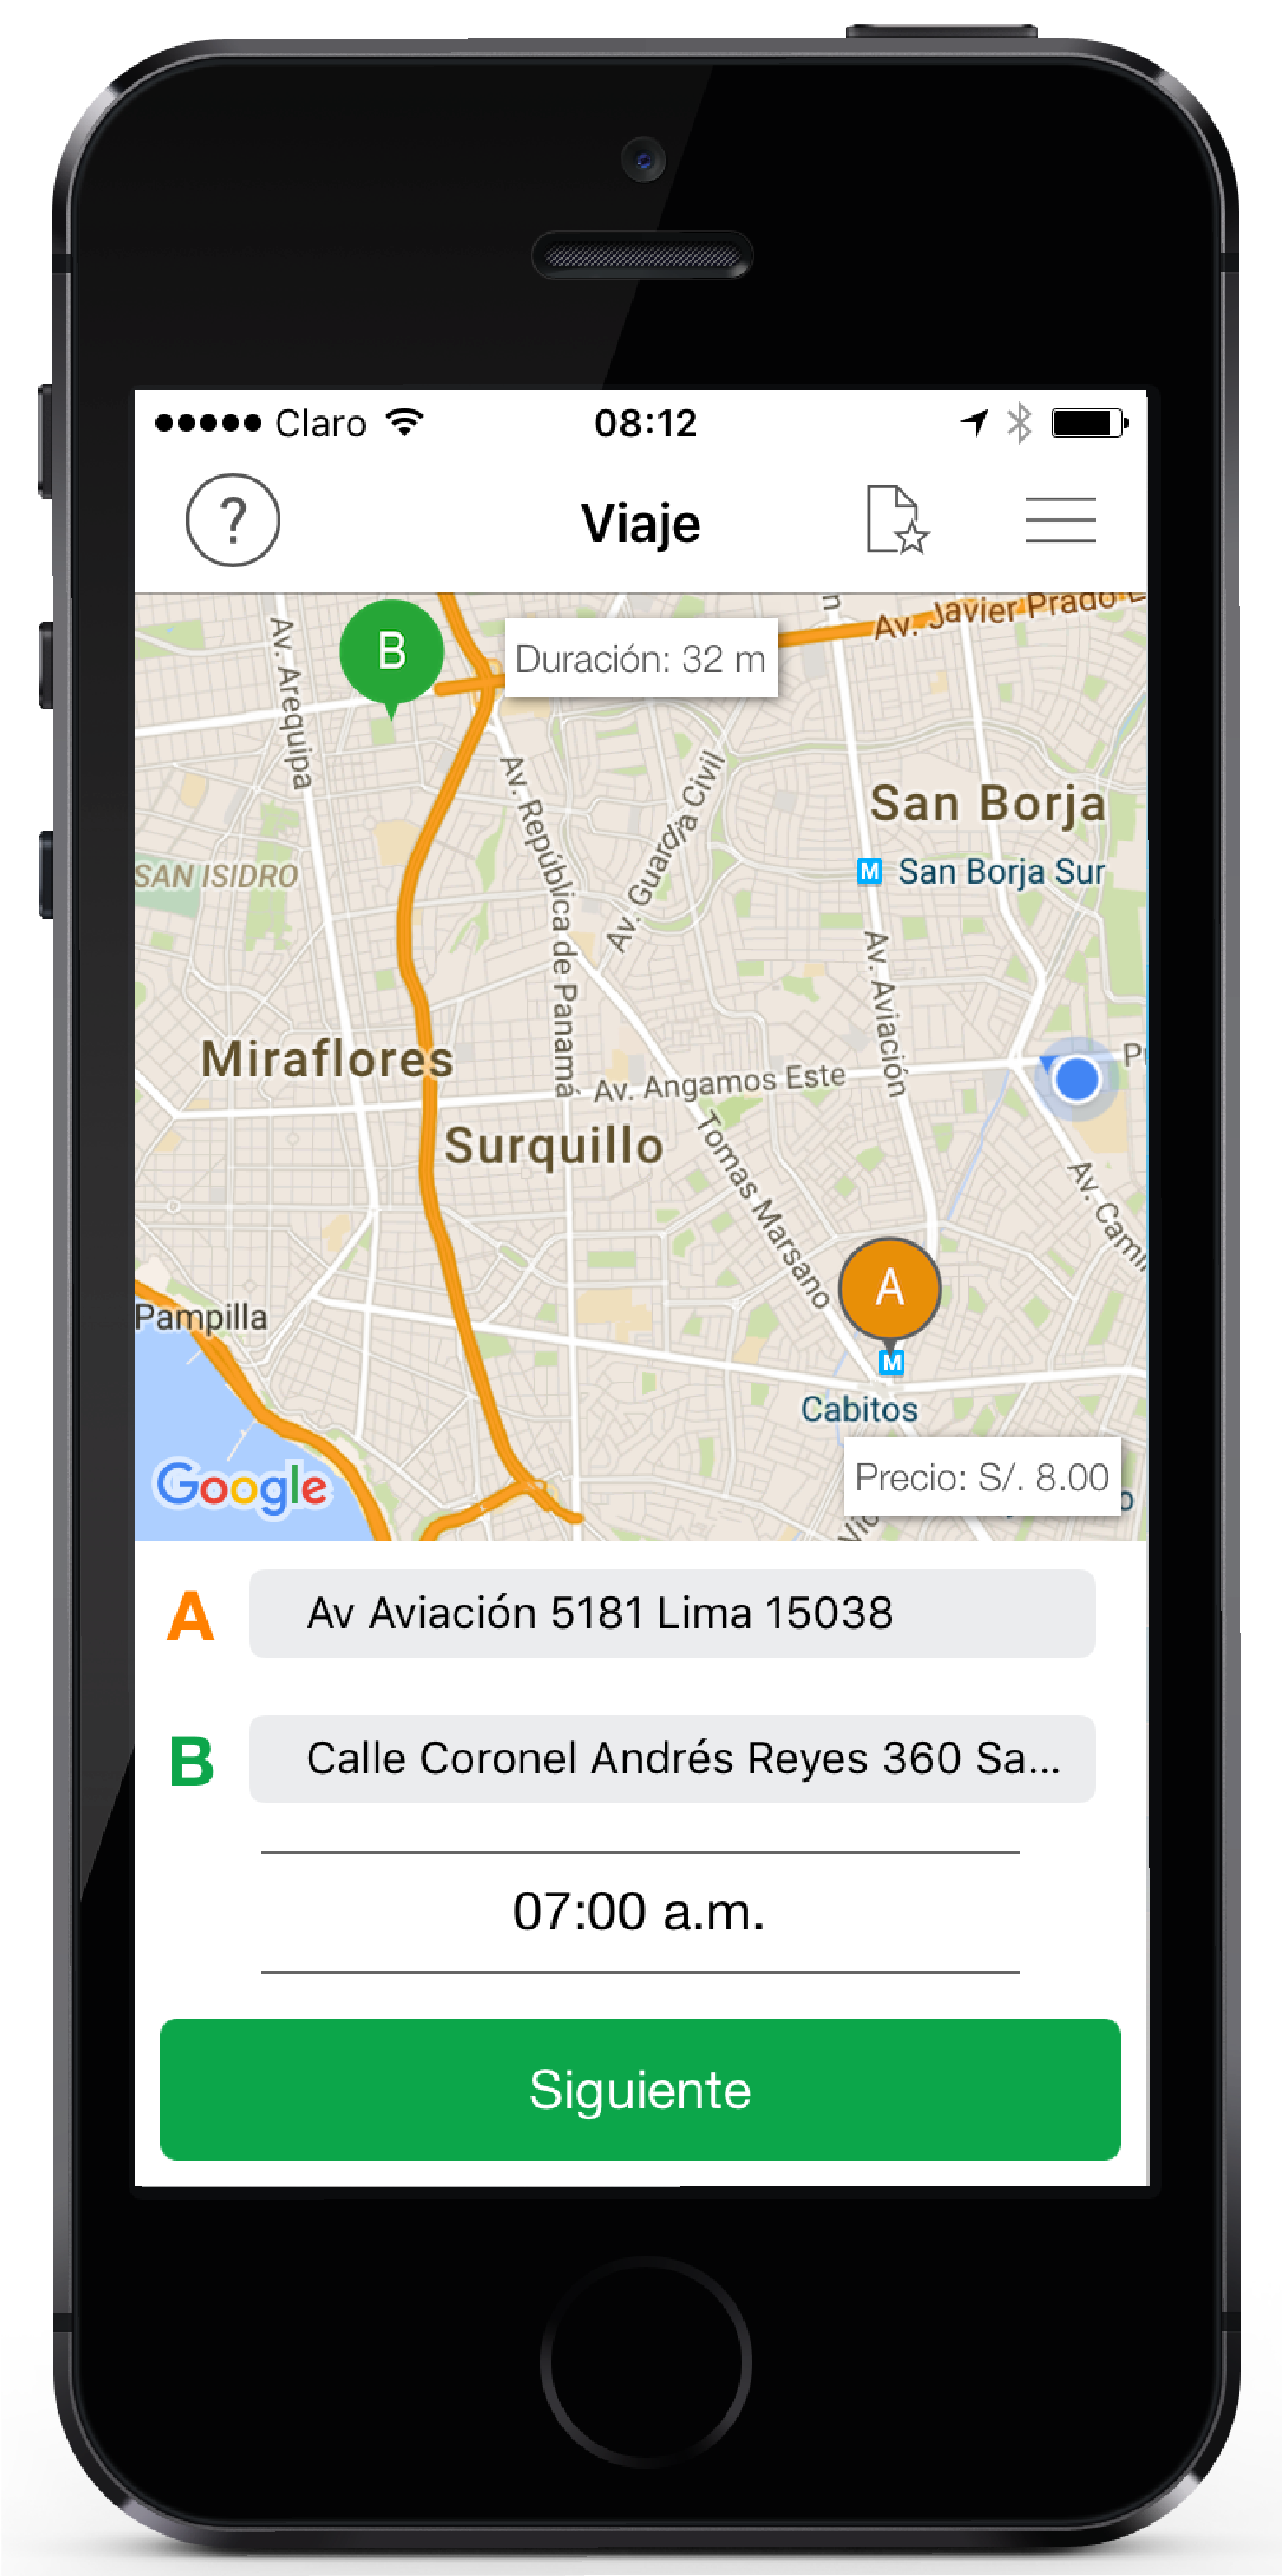 Claro
08:12
?
Viaje
Av. Javier Prado
B
Duración: 32 m
Av. Arequipa
Av. República de Panamá
Av. Guardia Civil
San Borja
M San Borja Sur
SAN ISIDRO
Av. Aviación
Miraflores
Av. Angamos Este
Surquillo
Tomas Marsano
A
M
Cabitos
Pampilla
Google
Precio: S/. 8.00
A Av Aviación 5181 Lima 15038
B Calle Coronel Andrés Reyes 360 Sa...
07:00 a.m.
Siguiente